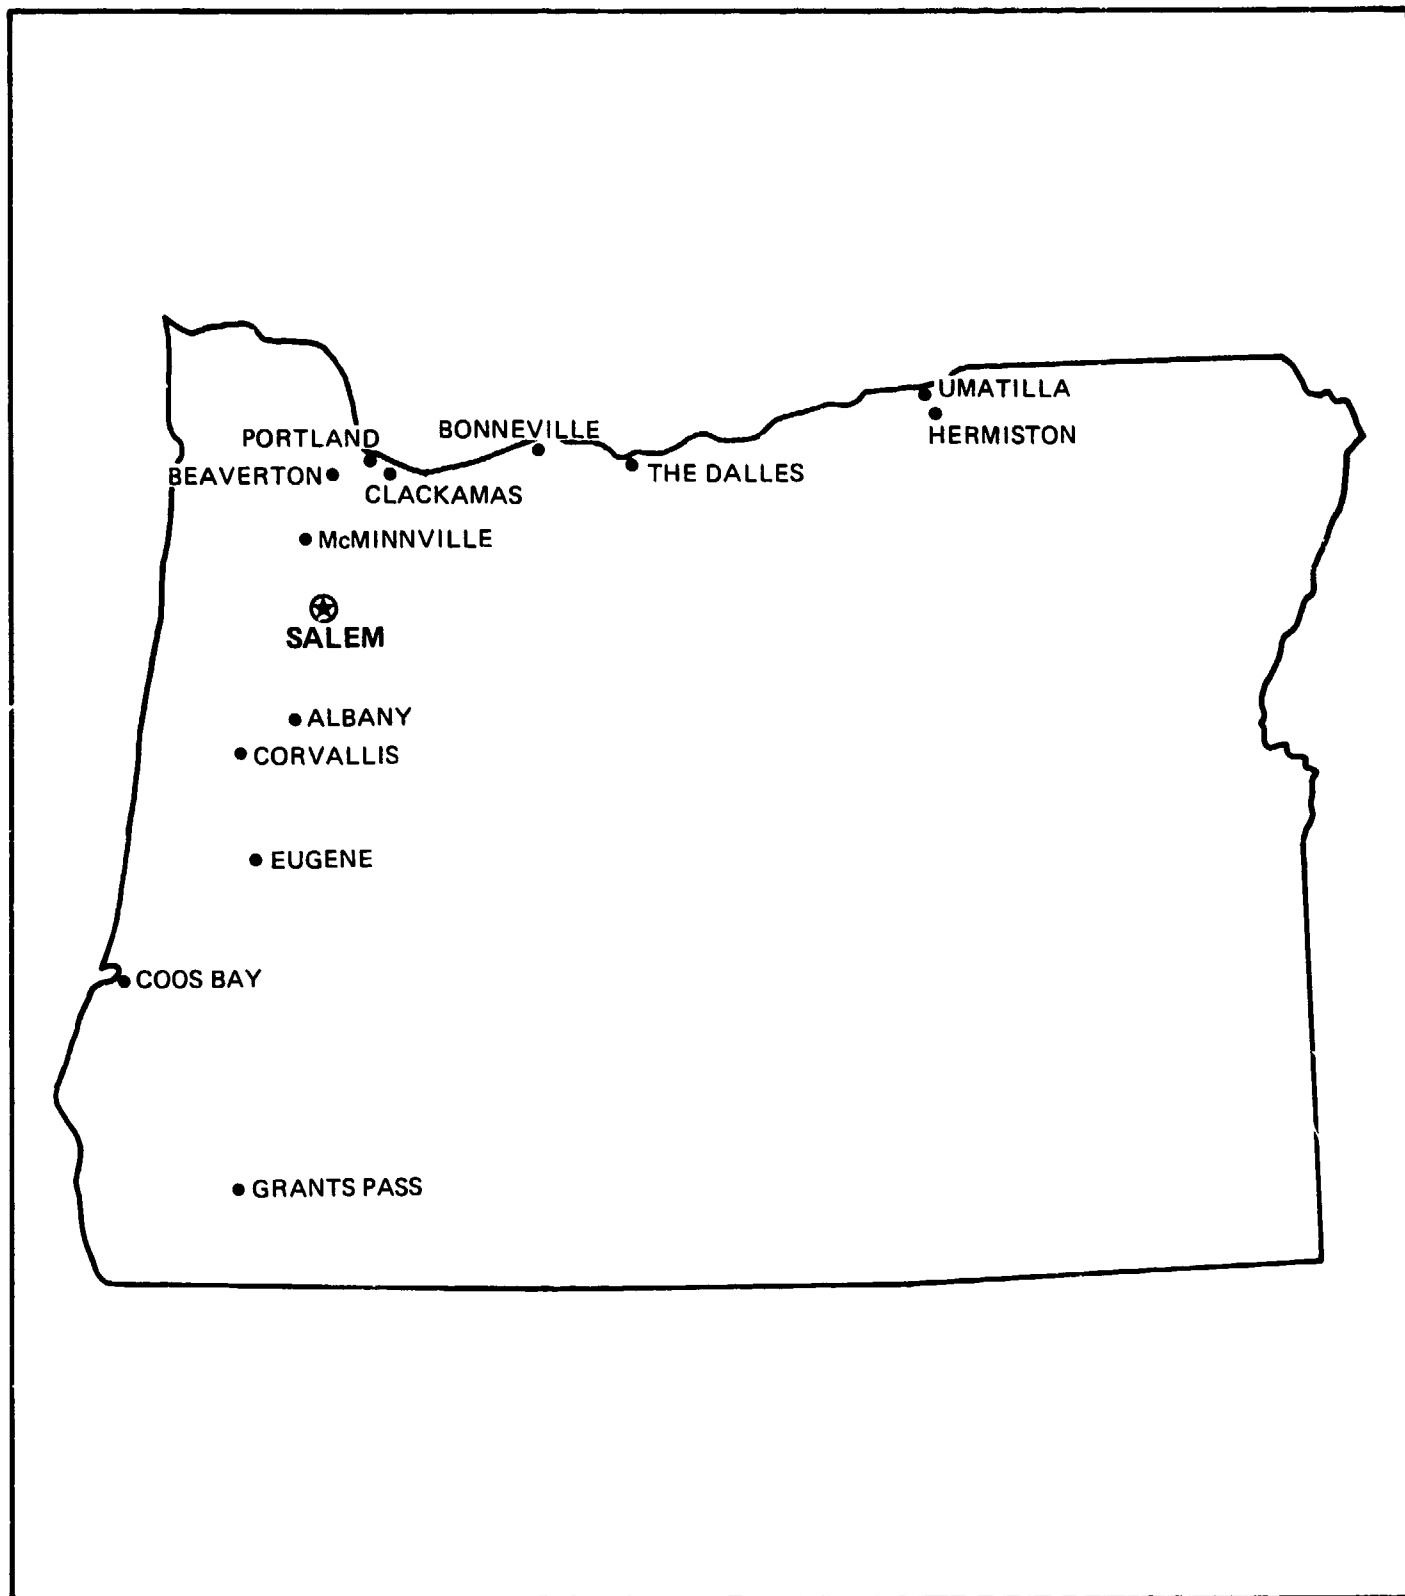 UMATILLA
HERMISTON
BONNEVILLE
PORTLAND
BEAVERTON
THE DALLES
CLACKAMAS
McMINNVILLE
SALEM
ALBANY
CORVALLIS
EUGENE
COOS BAY
GRANTS PASS